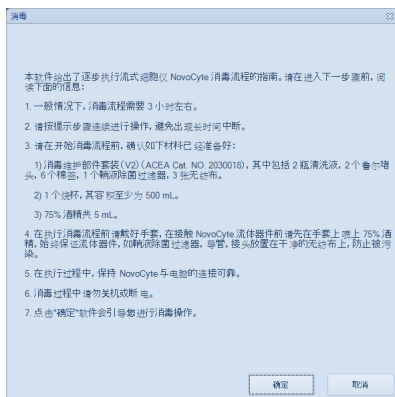 消毒
本软件给出了逐步执行流式细胞仪 NovoCyte 消毒流程的指南。请在进入下一步骤前，阅
读下面的信息：
1. 一般情况下，消毒流程需要 3 小时左右。
2. 请按提示步骤连续进行操作，避免出现长时间中断。
3. 请在开始消毒流程前，确认如下材料已经准备好：
1) 消毒维护部件套装(V2)(ACEA Cat. NO. 2030018)，其中包括 2 瓶清洗液，2 个鲁尔堵
头，6 个棉签，1 个鞘液除菌过滤器，3 张无纺布。
2) 1 个烧杯，其容积至少为 500 mL。
3) 75% 酒精共 5 mL。
4. 在执行消毒流程前请戴好手套，在接触 NovoCyte 流体器件前请先在手套上喷上 75% 酒
精，始终保证流体器件，如鞘液除菌过滤器，导管，接头放置在干净的无纺布上，防止被污
染。
5. 在执行过程中，保持 NovoCyte 与电脑的连接可靠。
6. 消毒过程中请勿关机或断电。
7. 点击"确定"软件会引导您进行消毒操作。
确定
取消